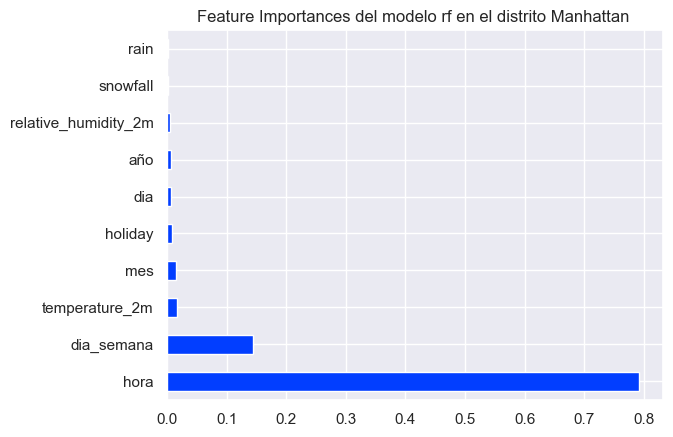 Feature Importances del modelo rf en el distrito Manhattan
rain
snowfall
relative_humidity_2m
año
dia
holiday
mes
temperature_2m
dia_semana
hora
0.0 0.1 0.2 0.3 0.4 0.5 0.6 0.7 0.8